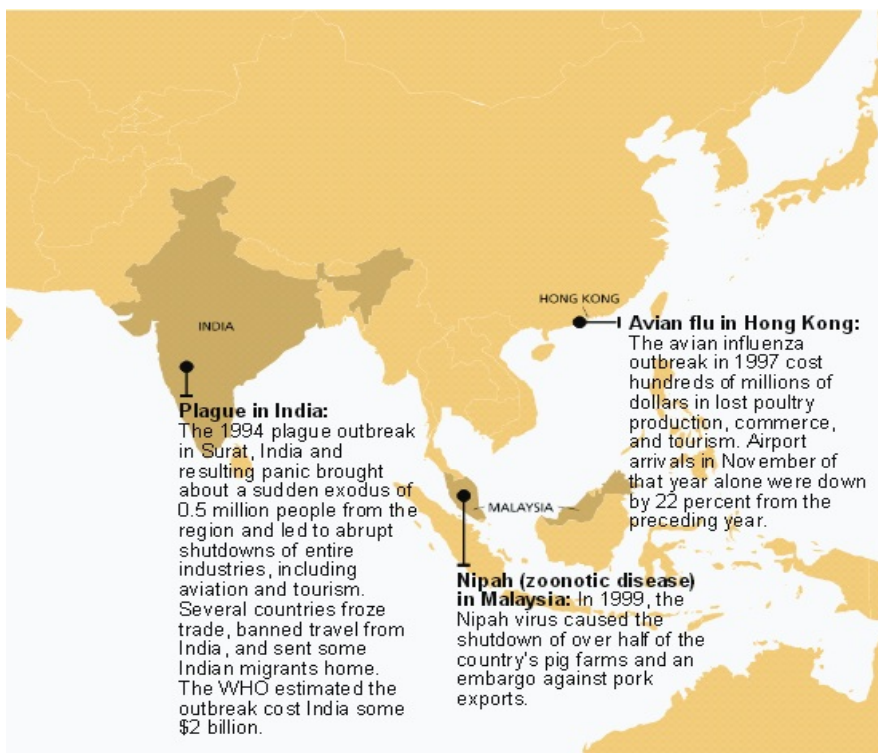 INDIA
Plague in India:
The 1994 plague outbreak
in Surat, India and
resulting panic brought
about a sudden exodus of
0.5 million people from the
region and led to abrupt
shutdowns of entire
industries, including
aviation and tourism.
Several countries froze
trade, banned travel from
India, and sent some
Indian migrants home.
The WHO estimated the
outbreak cost India some
$2 billion.
HONG KONG
Avian flu in Hong Kong:
The avian influenza
outbreak in 1997 cost
hundreds of millions of
dollars in lost poultry
production, commerce,
and tourism. Airport
arrivals in November of
that year alone were down
by 22 percent from the
preceding year.
MALAYSIA
Nipah (zoonotic disease)
in Malaysia: In 1999, the
Nipah virus caused the
shutdown of over half of the
country's pig farms and an
embargo against pork
exports.